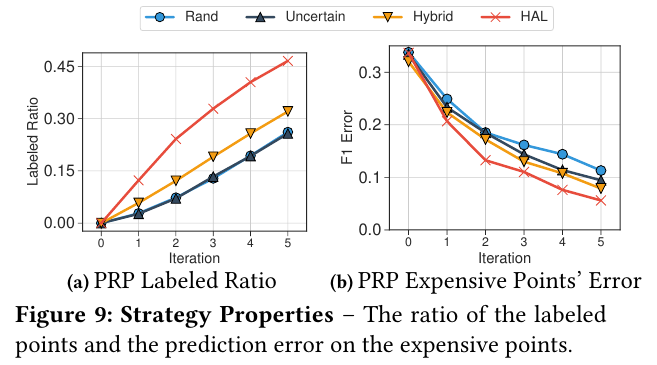 Rand Uncertain Hybrid HAL
0.45
0.30
0.15
0.00
Labeled Ratio
0 1 2 3 4 5
Iteration
(a) PRP Labeled Ratio
0.3
0.2
0.1
0.0
F1 Error
0 1 2 3 4 5
Iteration
(b) PRP Expensive Points' Error
Figure 9: Strategy Properties – The ratio of the labeled
points and the prediction error on the expensive points.